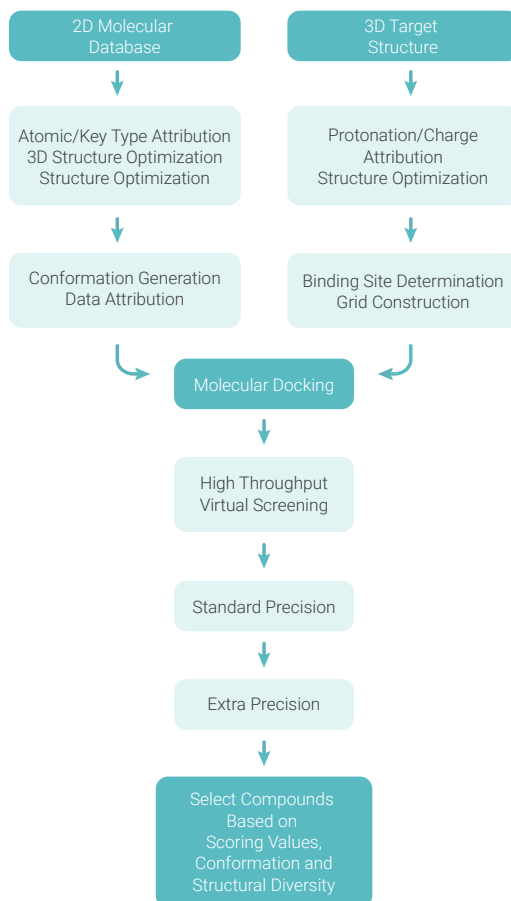 2D Molecular
Database
3D Target
Structure
Atomic/Key Type Attribution
3D Structure Optimization
Structure Optimization
Protonation/Charge
Attribution
Structure Optimization
Conformation Generation
Data Attribution
Binding Site Determination
Grid Construction
Molecular Docking
High Throughput
Virtual Screening
Standard Precision
Extra Precision
Select Compounds
Based on
Scoring Values,
Conformation and
Structural Diversity